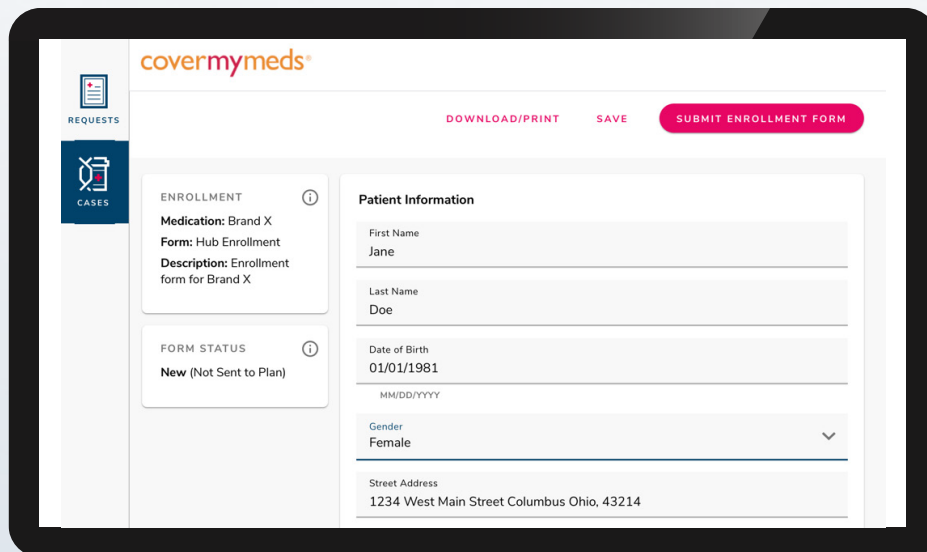 covermymeds®
REQUESTS
DOWNLOAD/PRINT SAVE SUBMIT ENROLLMENT FORM
CASES
ENROLLMENT
Medication: Brand X
Form: Hub Enrollment
Description: Enrollment
form for Brand X
FORM STATUS
New (Not Sent to Plan)
Patient Information
First Name
Jane
Last Name
Doe
Date of Birth
01/01/1981
MM/DD/YYYY
Gender
Female
Street Address
1234 West Main Street Columbus Ohio, 43214